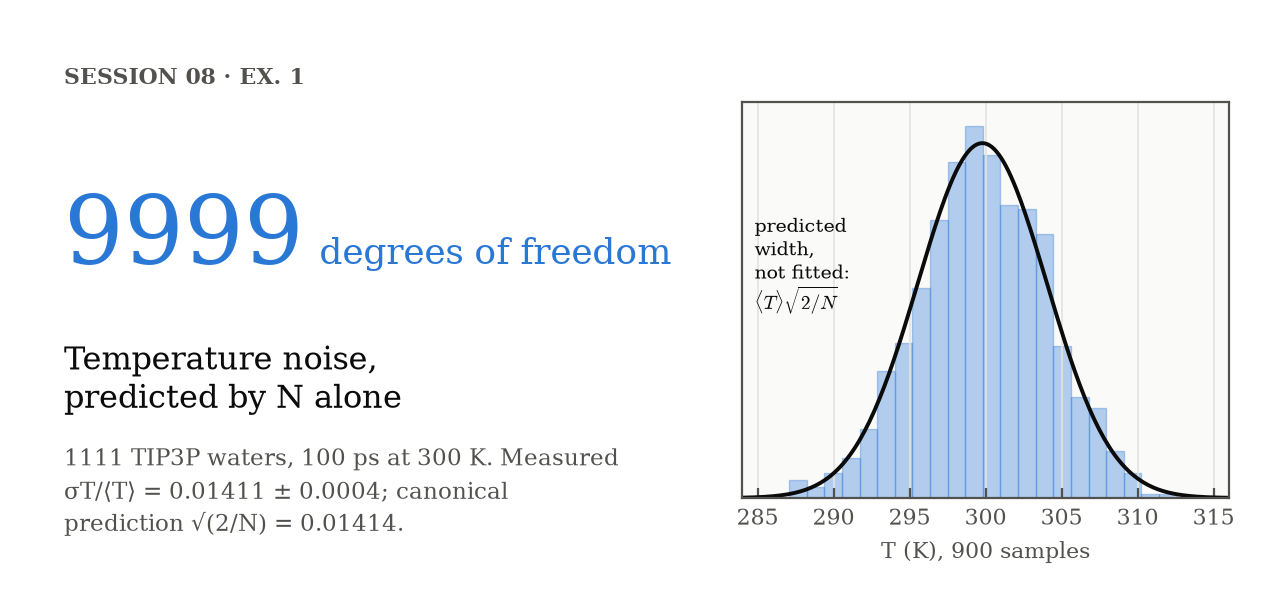 SESSION 08 · EX. 1
9999 degrees of freedom
Temperature noise,
predicted by N alone
1111 TIP3P waters, 100 ps at 300 K. Measured
σT/⟨T⟩ = 0.01411 ± 0.0004; canonical
prediction √(2/N) = 0.01414.
predicted
width,
not fitted:
⟨T⟩√2/N
285 290 295 300 305 310 315
T (K), 900 samples